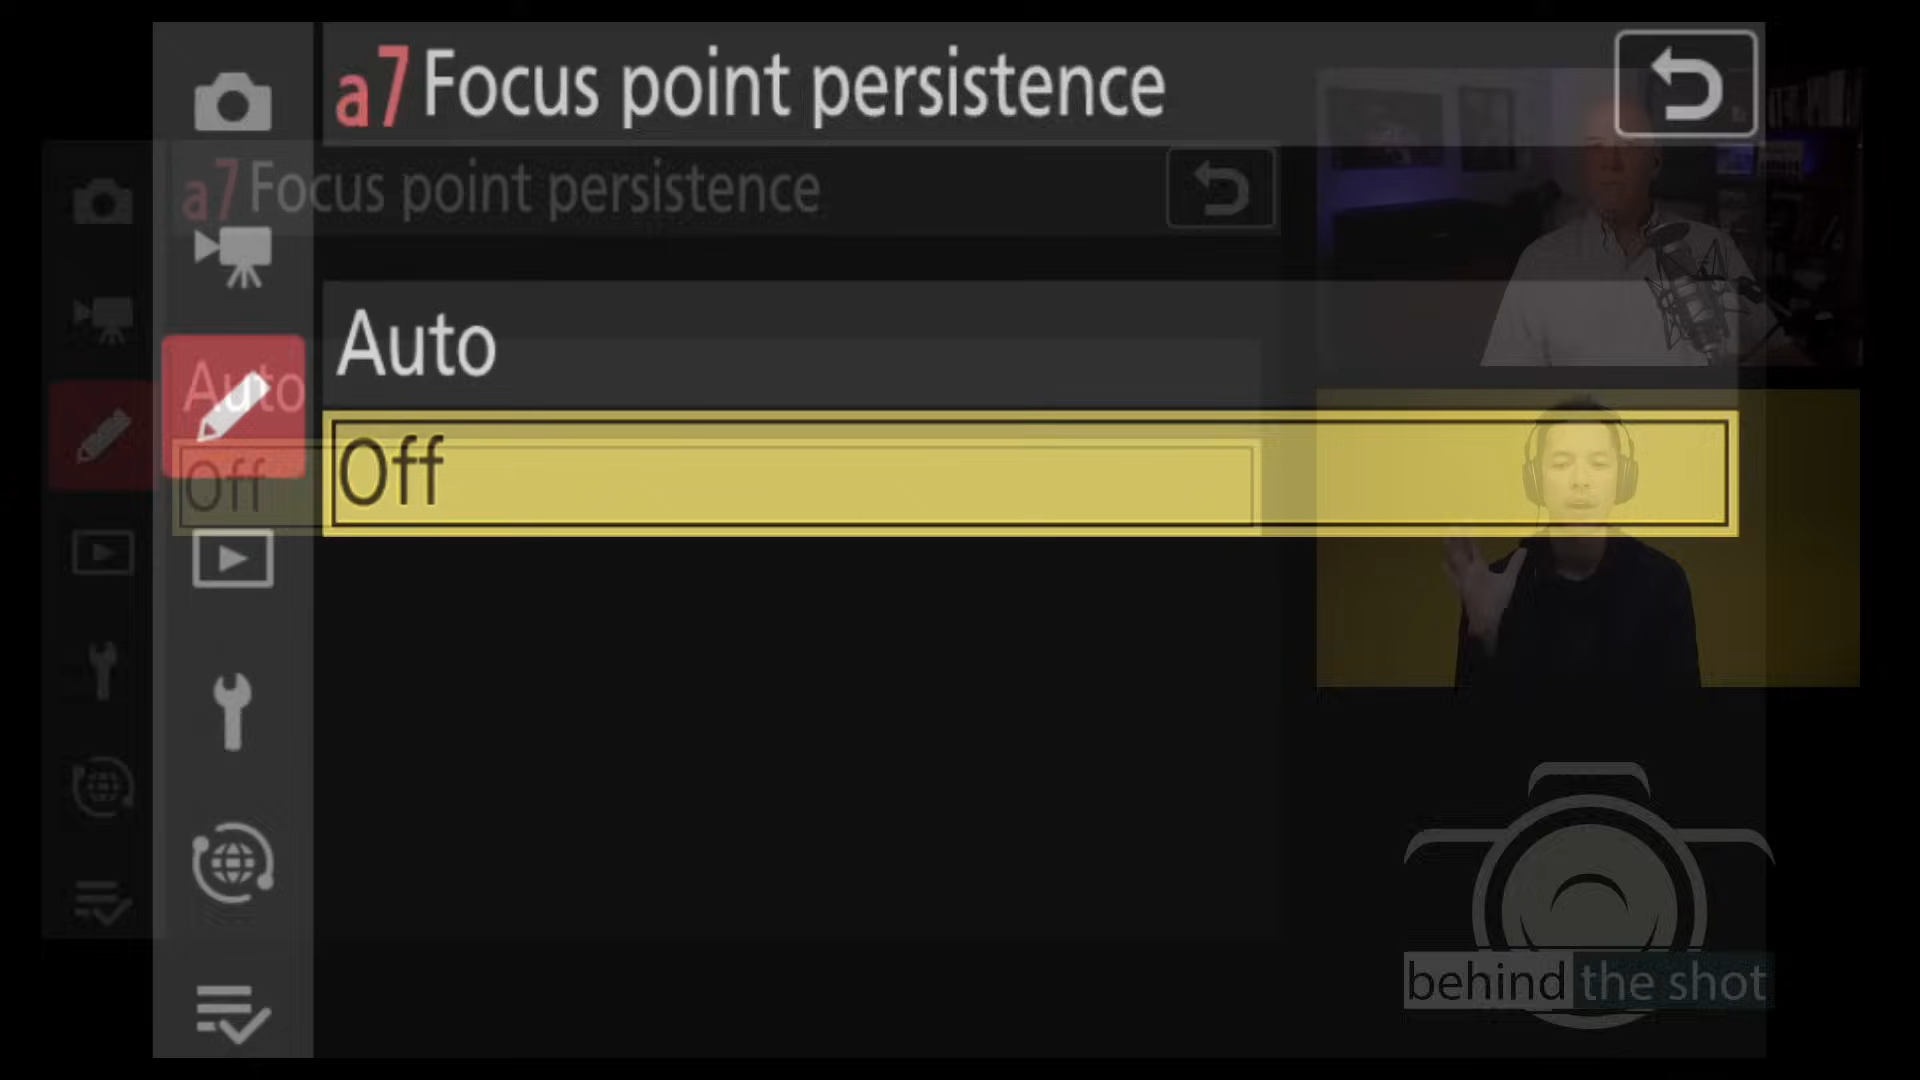 a7 Focus point persistence
a7 Focus point persistence
Auto
Auto
Off
Off
behind the shot